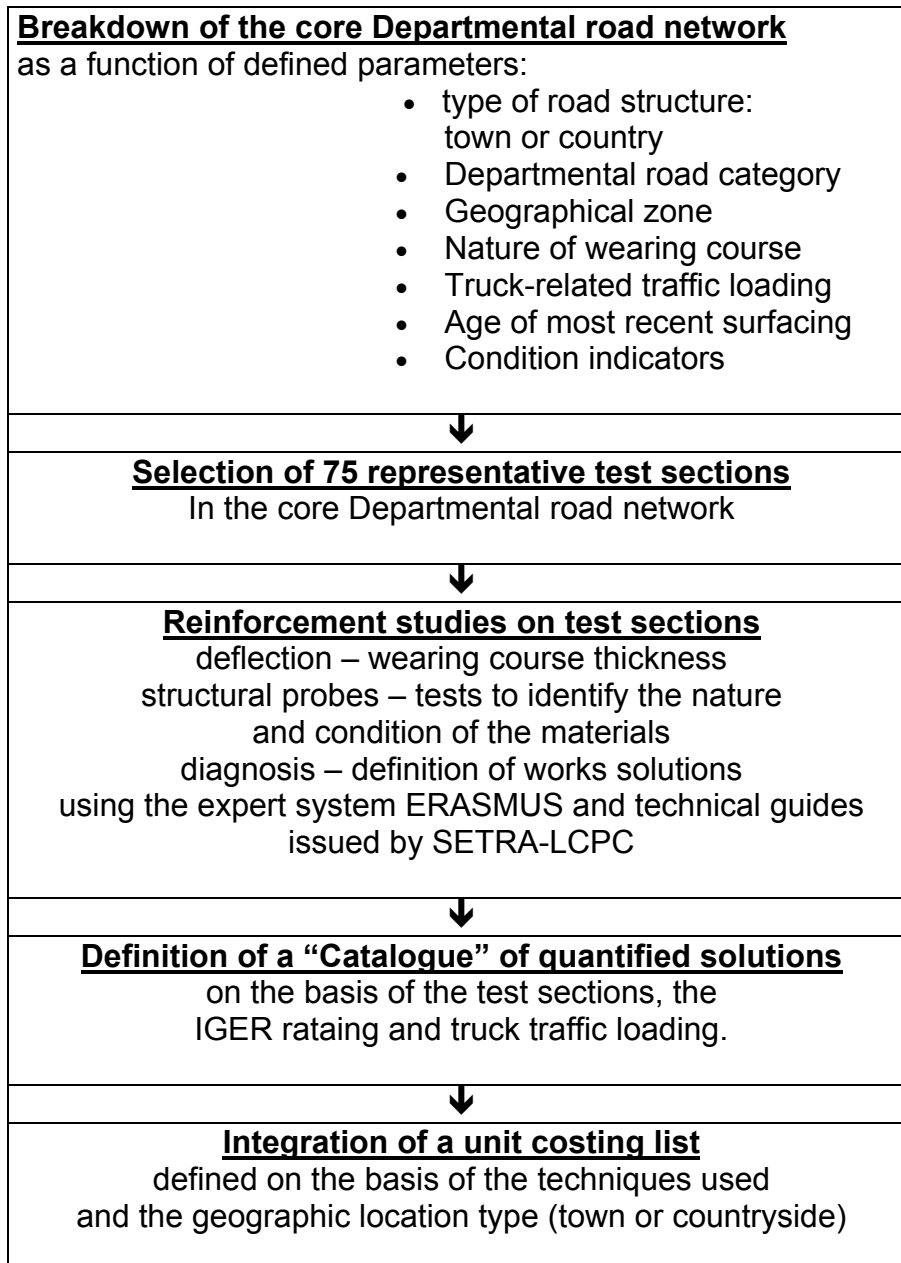 Breakdown of the core Departmental road network
as a function of defined parameters:
• type of road structure:
town or country
• Departmental road category
• Geographical zone
• Nature of wearing course
• Truck-related traffic loading
• Age of most recent surfacing
• Condition indicators
↓
Selection of 75 representative test sections
In the core Departmental road network
↓
Reinforcement studies on test sections
deflection – wearing course thickness
structural probes – tests to identify the nature
and condition of the materials
diagnosis – definition of works solutions
using the expert system ERASMUS and technical guides
issued by SETRA-LCPC
↓
Definition of a “Catalogue” of quantified solutions
on the basis of the test sections, the
IGER rataing and truck traffic loading.
↓
Integration of a unit costing list
defined on the basis of the techniques used
and the geographic location type (town or countryside)